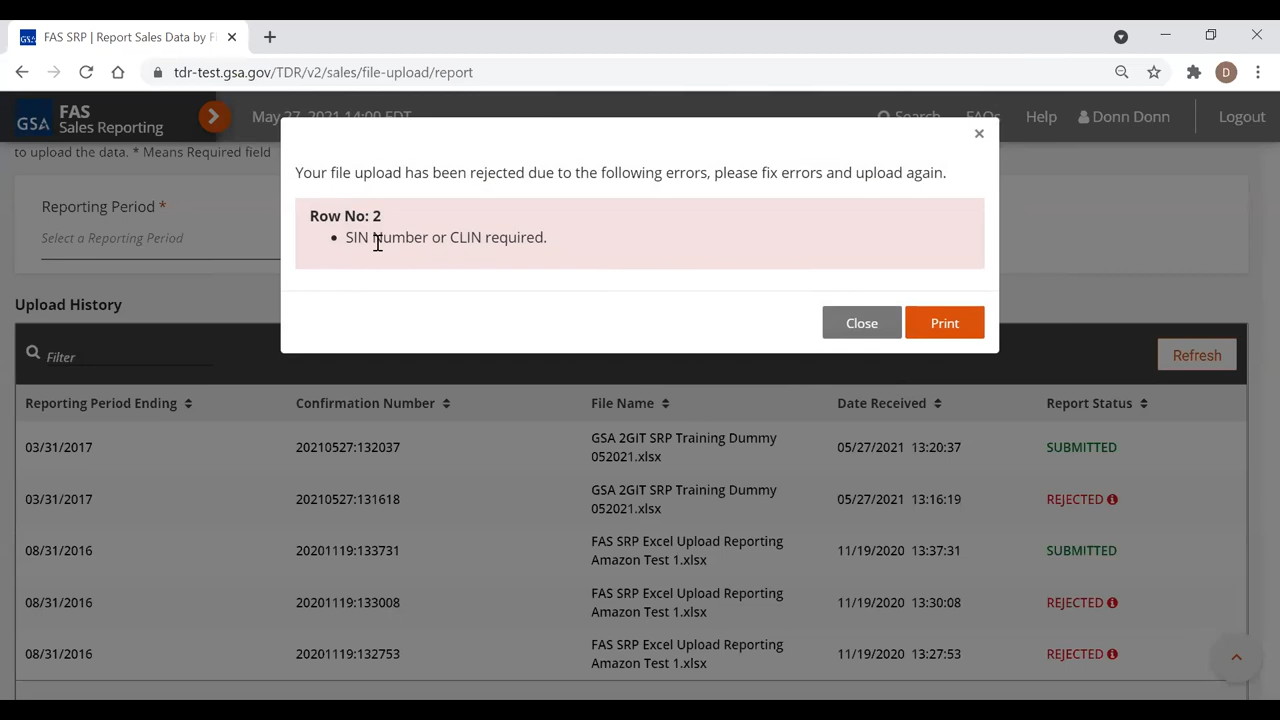 FAS SRP | Report Sales Data by Fi
tdr-test.gsa.gov/TDR/v2/sales/file-upload/report
D
GSA
FAS
Sales Reporting
May 27, 2021 14:00 EDT
Search
FAQs
Help
Donn Donn
Logout
to upload the data. * Means Required field
Your file upload has been rejected due to the following errors, please fix errors and upload again.
Row No: 2
• SIN Number or CLIN required.
Close
Print
Reporting Period *
Select a Reporting Period
Upload History
Filter
Refresh
Reporting Period Ending
Confirmation Number
File Name
Date Received
Report Status
03/31/2017
20210527:132037
GSA 2GIT SRP Training Dummy
052021.xlsx
05/27/2021 13:20:37
SUBMITTED
03/31/2017
20210527:131618
GSA 2GIT SRP Training Dummy
052021.xlsx
05/27/2021 13:16:19
REJECTED
08/31/2016
20201119:133731
FAS SRP Excel Upload Reporting
Amazon Test 1.xlsx
11/19/2020 13:37:31
SUBMITTED
08/31/2016
20201119:133008
FAS SRP Excel Upload Reporting
Amazon Test 1.xlsx
11/19/2020 13:30:08
REJECTED
08/31/2016
20201119:132753
FAS SRP Excel Upload Reporting
Amazon Test 1.xlsx
11/19/2020 13:27:53
REJECTED